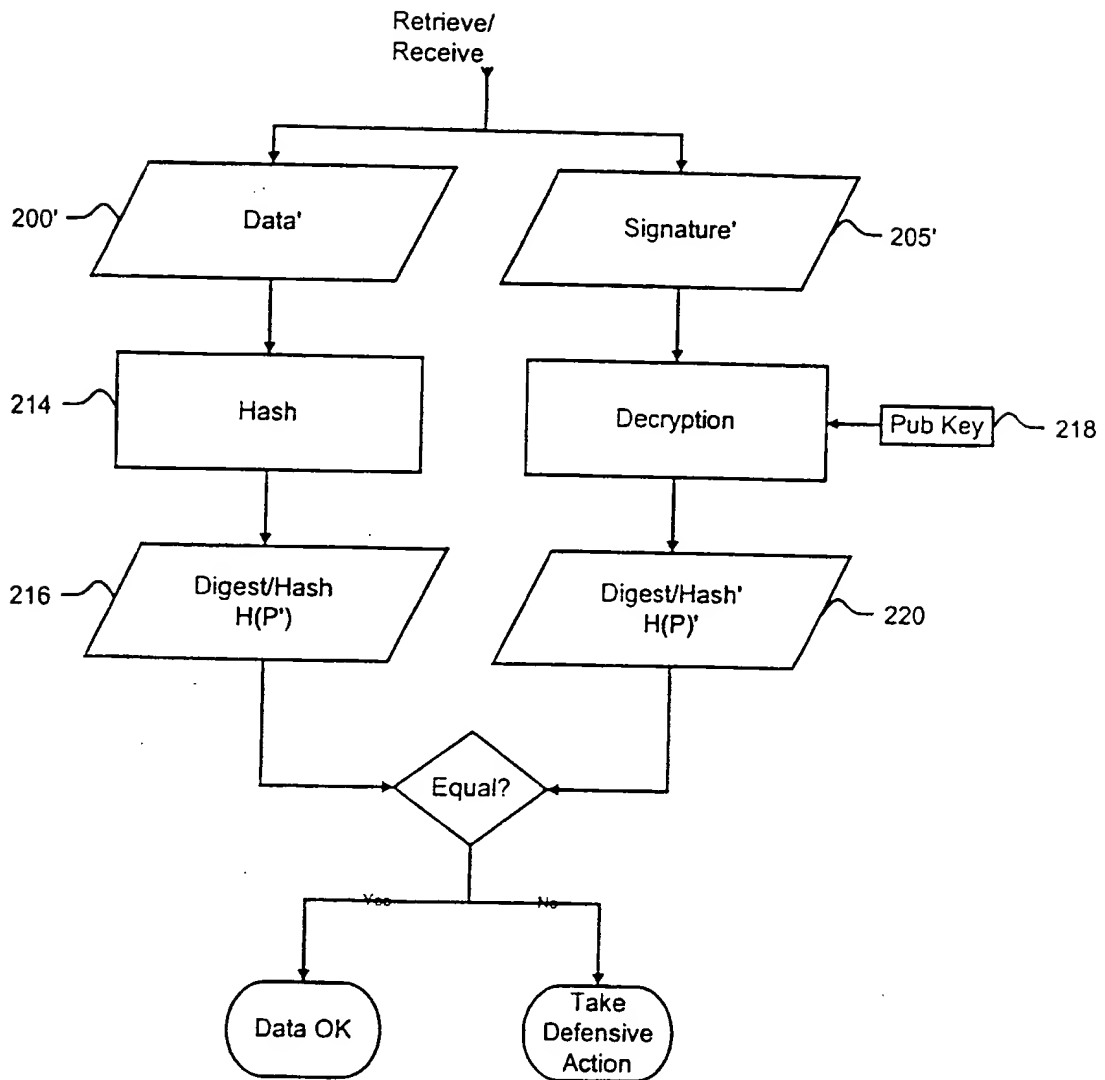 Retrieve/
Receive
200'
Data'
Signature'
205'
214
Hash
Decryption
Pub Key
218
216
Digest/Hash
H(P')
Digest/Hash'
H(P)'
220
Equal?
Yes
No
Data OK
Take
Defensive
Action